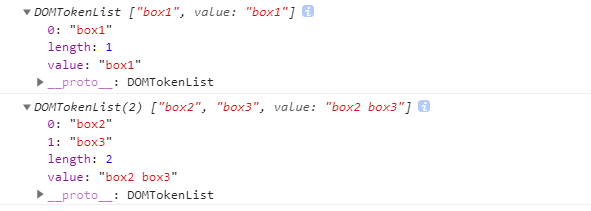 ▼DOMTokenList ["box1", value: "box1"] i
0: "box1"
length: 1
value: "box1"
▶__proto__: DOMTokenList
▼DOMTokenList(2) ["box2", "box3", value: "box2 box3"] i
0: "box2"
1: "box3"
length: 2
value: "box2 box3"
▶__proto__: DOMTokenList